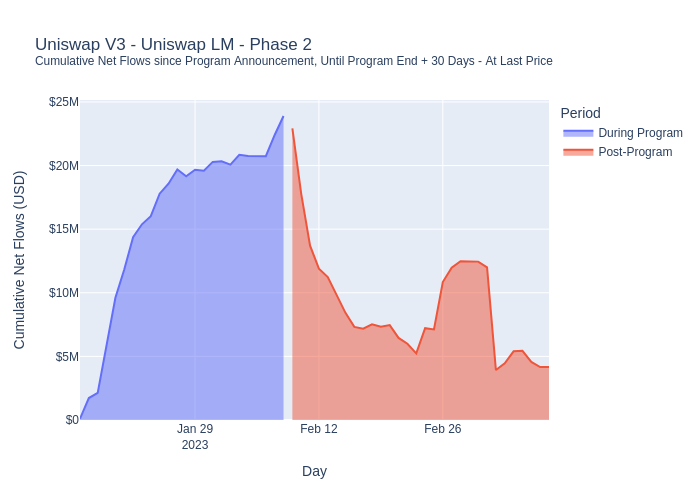 Uniswap V3 - Uniswap LM - Phase 2
Cumulative Net Flows since Program Announcement, Until Program End + 30 Days - At Last Price
Period
During Program
Post-Program
Cumulative Net Flows (USD)
$25M
$20M
$15M
$10M
$5M
$0
Jan 29
2023
Feb 12
Feb 26
Day